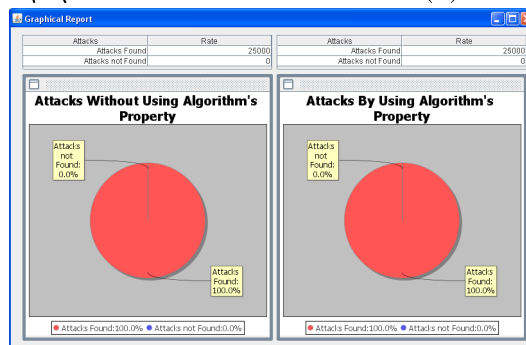 Graphical Report
Attacks Rate
Attacks Found 25000
Attacks not Found 0
Attacks Rate
Attacks Found 25000
Attacks not Found 0
Attacks Without Using Algorithm's
Property
Attacks
not
Found:
0.0%
Attacks
Found:
100.0%
Attacks Found:100.0% Attacks not Found:0.0%
Attacks By Using Algorithm's
Property
Attacks
not
Found:
0.0%
Attacks
Found:
100.0%
Attacks Found:100.0% Attacks not Found:0.0%